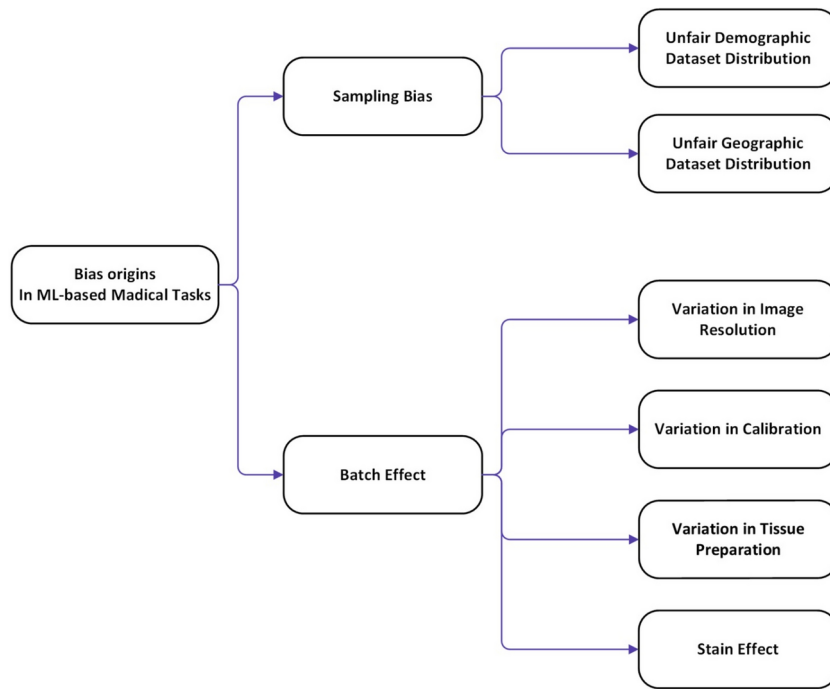 Unfair Demographic
Dataset Distribution
Sampling Bias
Unfair Geographic
Dataset Distribution
Bias origins
In ML-based Madical Tasks
Variation in Image
Resolution
Variation in Calibration
Batch Effect
Variation in Tissue
Preparation
Stain Effect